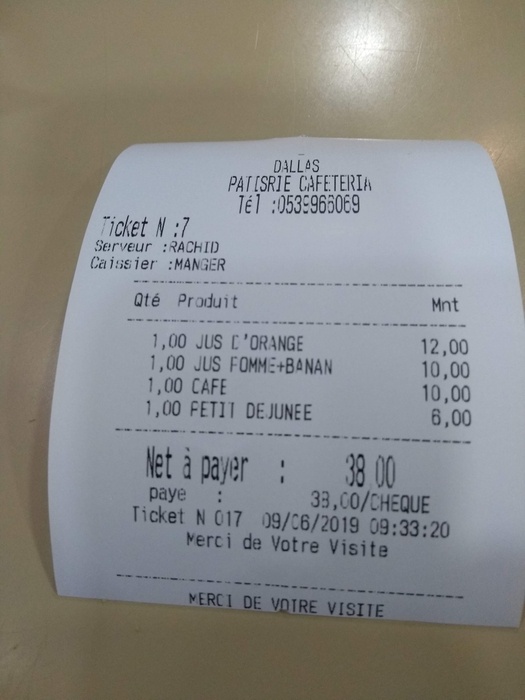 DALLAS
PATISRIE CAFETERIA
Tél :0539966069
Ticket N :7
Serveur :RACHID
Caissier :MANGER
Qté Produit Mnt
1,00 JUS D'ORANGE 12,00
1,00 JUS POMME+BANAN 10,00
1,00 CAFE 10,00
1,00 PETIT DEJUNEE 6,00
Net à payer : 38.00
paye : 38,00/CHEQUE
Ticket N 017 09/06/2019 09:33:20
Merci de Votre Visite
MERCI DE VOTRE VISITE